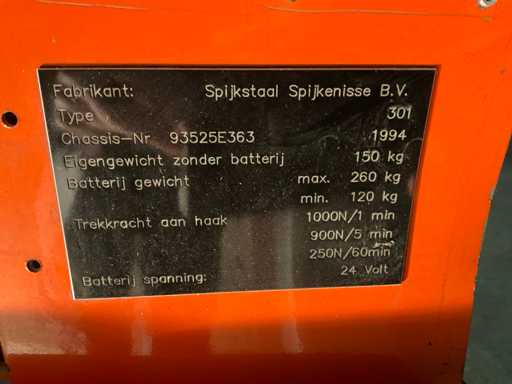 Fabrikant: Spijkstaal Spijkenisse B.V.
Type 301
Chassis-Nr 93525E363 1994
Eigengewicht zonder batterij 150 kg
Batterij gewicht max. 260 kg
min. 120 kg
Trekkracht aan haak 1000N/1 min
900N/5 min
250N/60min
Batterij spanning: 24 Volt